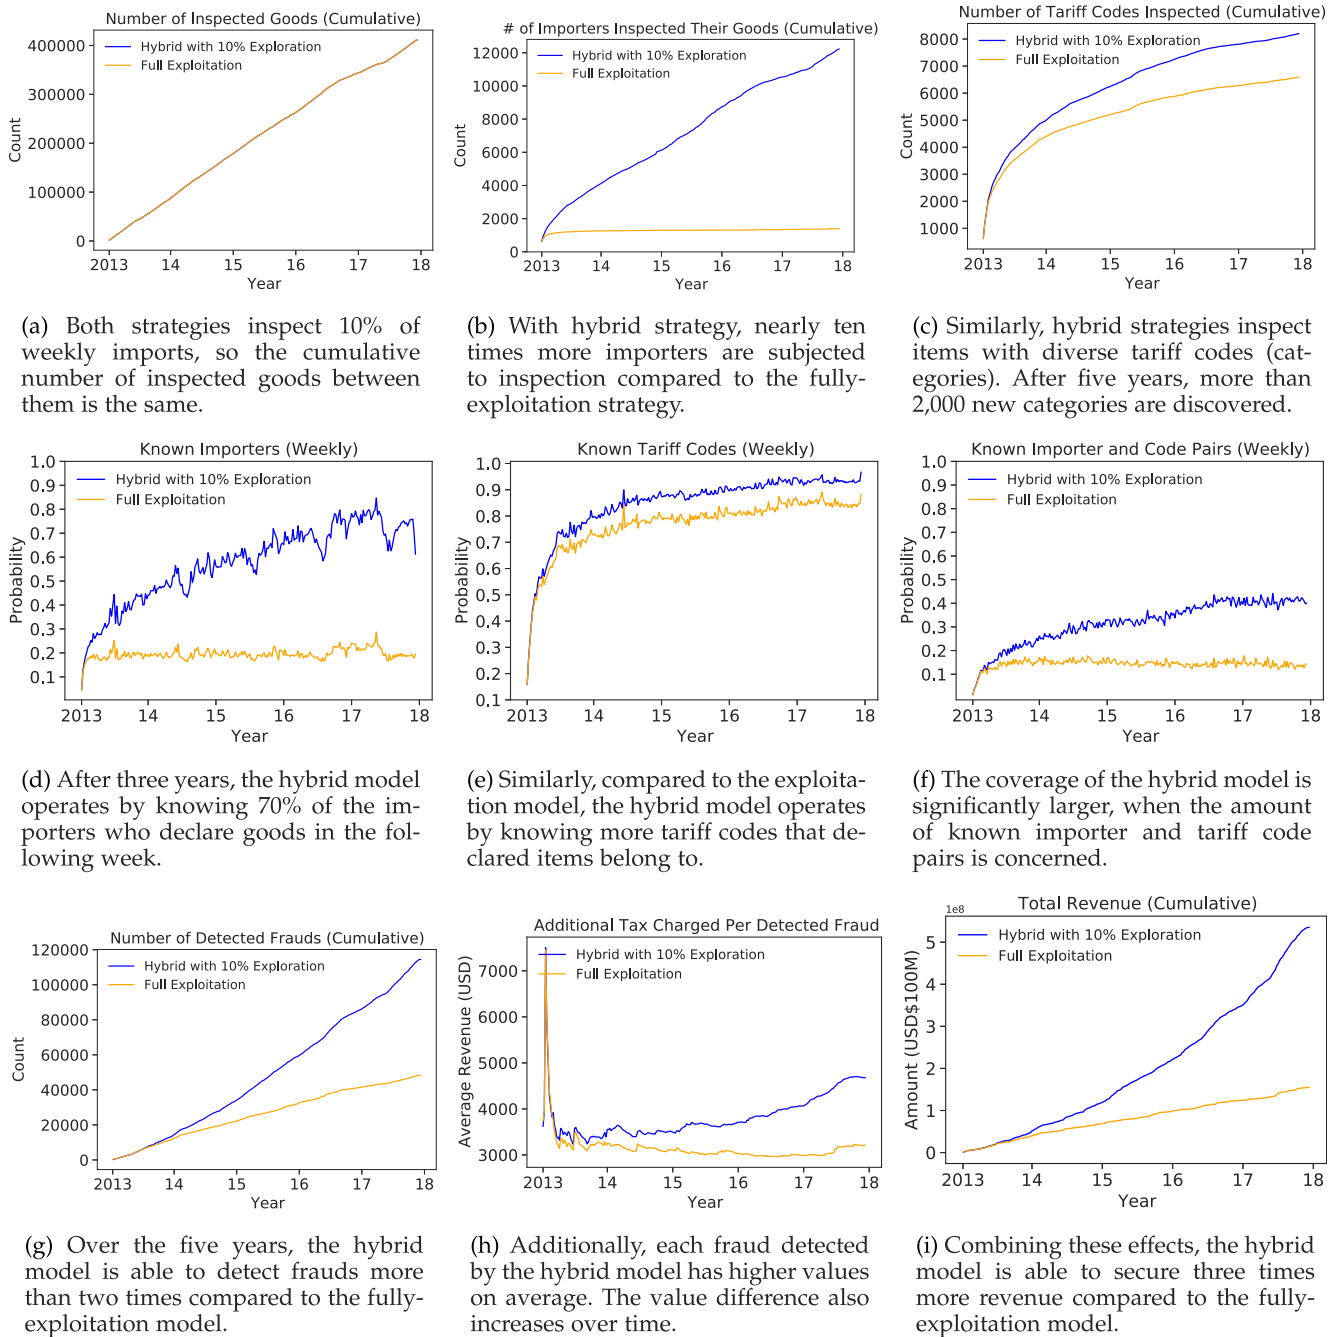 Number of Inspected Goods (Cumulative)
Hybrid with 10% Exploration
Full Exploitation
400000
300000
200000
100000
0
Count
2013 14 15 16 17 18
Year
(a) Both strategies inspect 10% of
weekly imports, so the cumulative
number of inspected goods between
them is the same.
# of Importers Inspected Their Goods (Cumulative)
Hybrid with 10% Exploration
Full Exploitation
12000
10000
8000
6000
4000
2000
0
Count
2013 14 15 16 17 18
Year
(b) With hybrid strategy, nearly ten
times more importers are subjected
to inspection compared to the fully-
exploitation strategy.
Number of Tariff Codes Inspected (Cumulative)
Hybrid with 10% Exploration
Full Exploitation
8000
7000
6000
5000
4000
3000
2000
1000
Count
2013 14 15 16 17 18
Year
(c) Similarly, hybrid strategies inspect
items with diverse tariff codes (cat-
egories). After five years, more than
2,000 new categories are discovered.
Known Importers (Weekly)
Hybrid with 10% Exploration
Full Exploitation
1.0
0.9
0.8
0.7
0.6
0.5
0.4
0.3
0.2
0.1
Probability
2013 14 15 16 17 18
Year
(d) After three years, the hybrid model
operates by knowing 70% of the im-
porters who declare goods in the fol-
lowing week.
Known Tariff Codes (Weekly)
Hybrid with 10% Exploration
Full Exploitation
1.0
0.9
0.8
0.7
0.6
0.5
0.4
0.3
0.2
0.1
Probability
2013 14 15 16 17 18
Year
(e) Similarly, compared to the exploita-
tion model, the hybrid model operates
by knowing more tariff codes that de-
clared items belong to.
Known Importer and Code Pairs (Weekly)
Hybrid with 10% Exploration
Full Exploitation
1.0
0.9
0.8
0.7
0.6
0.5
0.4
0.3
0.2
0.1
Probability
2013 14 15 16 17 18
Year
(f) The coverage of the hybrid model is
significantly larger, when the amount
of known importer and tariff code
pairs is concerned.
Number of Detected Frauds (Cumulative)
Hybrid with 10% Exploration
Full Exploitation
120000
100000
80000
60000
40000
20000
0
Count
2013 14 15 16 17 18
Year
(g) Over the five years, the hybrid
model is able to detect frauds more
than two times compared to the fully-
exploitation model.
Additional Tax Charged Per Detected Fraud
Hybrid with 10% Exploration
Full Exploitation
7000
6000
5000
4000
3000
Average Revenue (USD)
2013 14 15 16 17 18
Year
(h) Additionally, each fraud detected
by the hybrid model has higher values
on average. The value difference also
increases over time.
Total Revenue (Cumulative)
1e8
Hybrid with 10% Exploration
Full Exploitation
5
4
3
2
1
0
Amount (USD$100M)
2013 14 15 16 17 18
Year
(i) Combining these effects, the hybrid
model is able to secure three times
more revenue compared to the fully-
exploitation model.